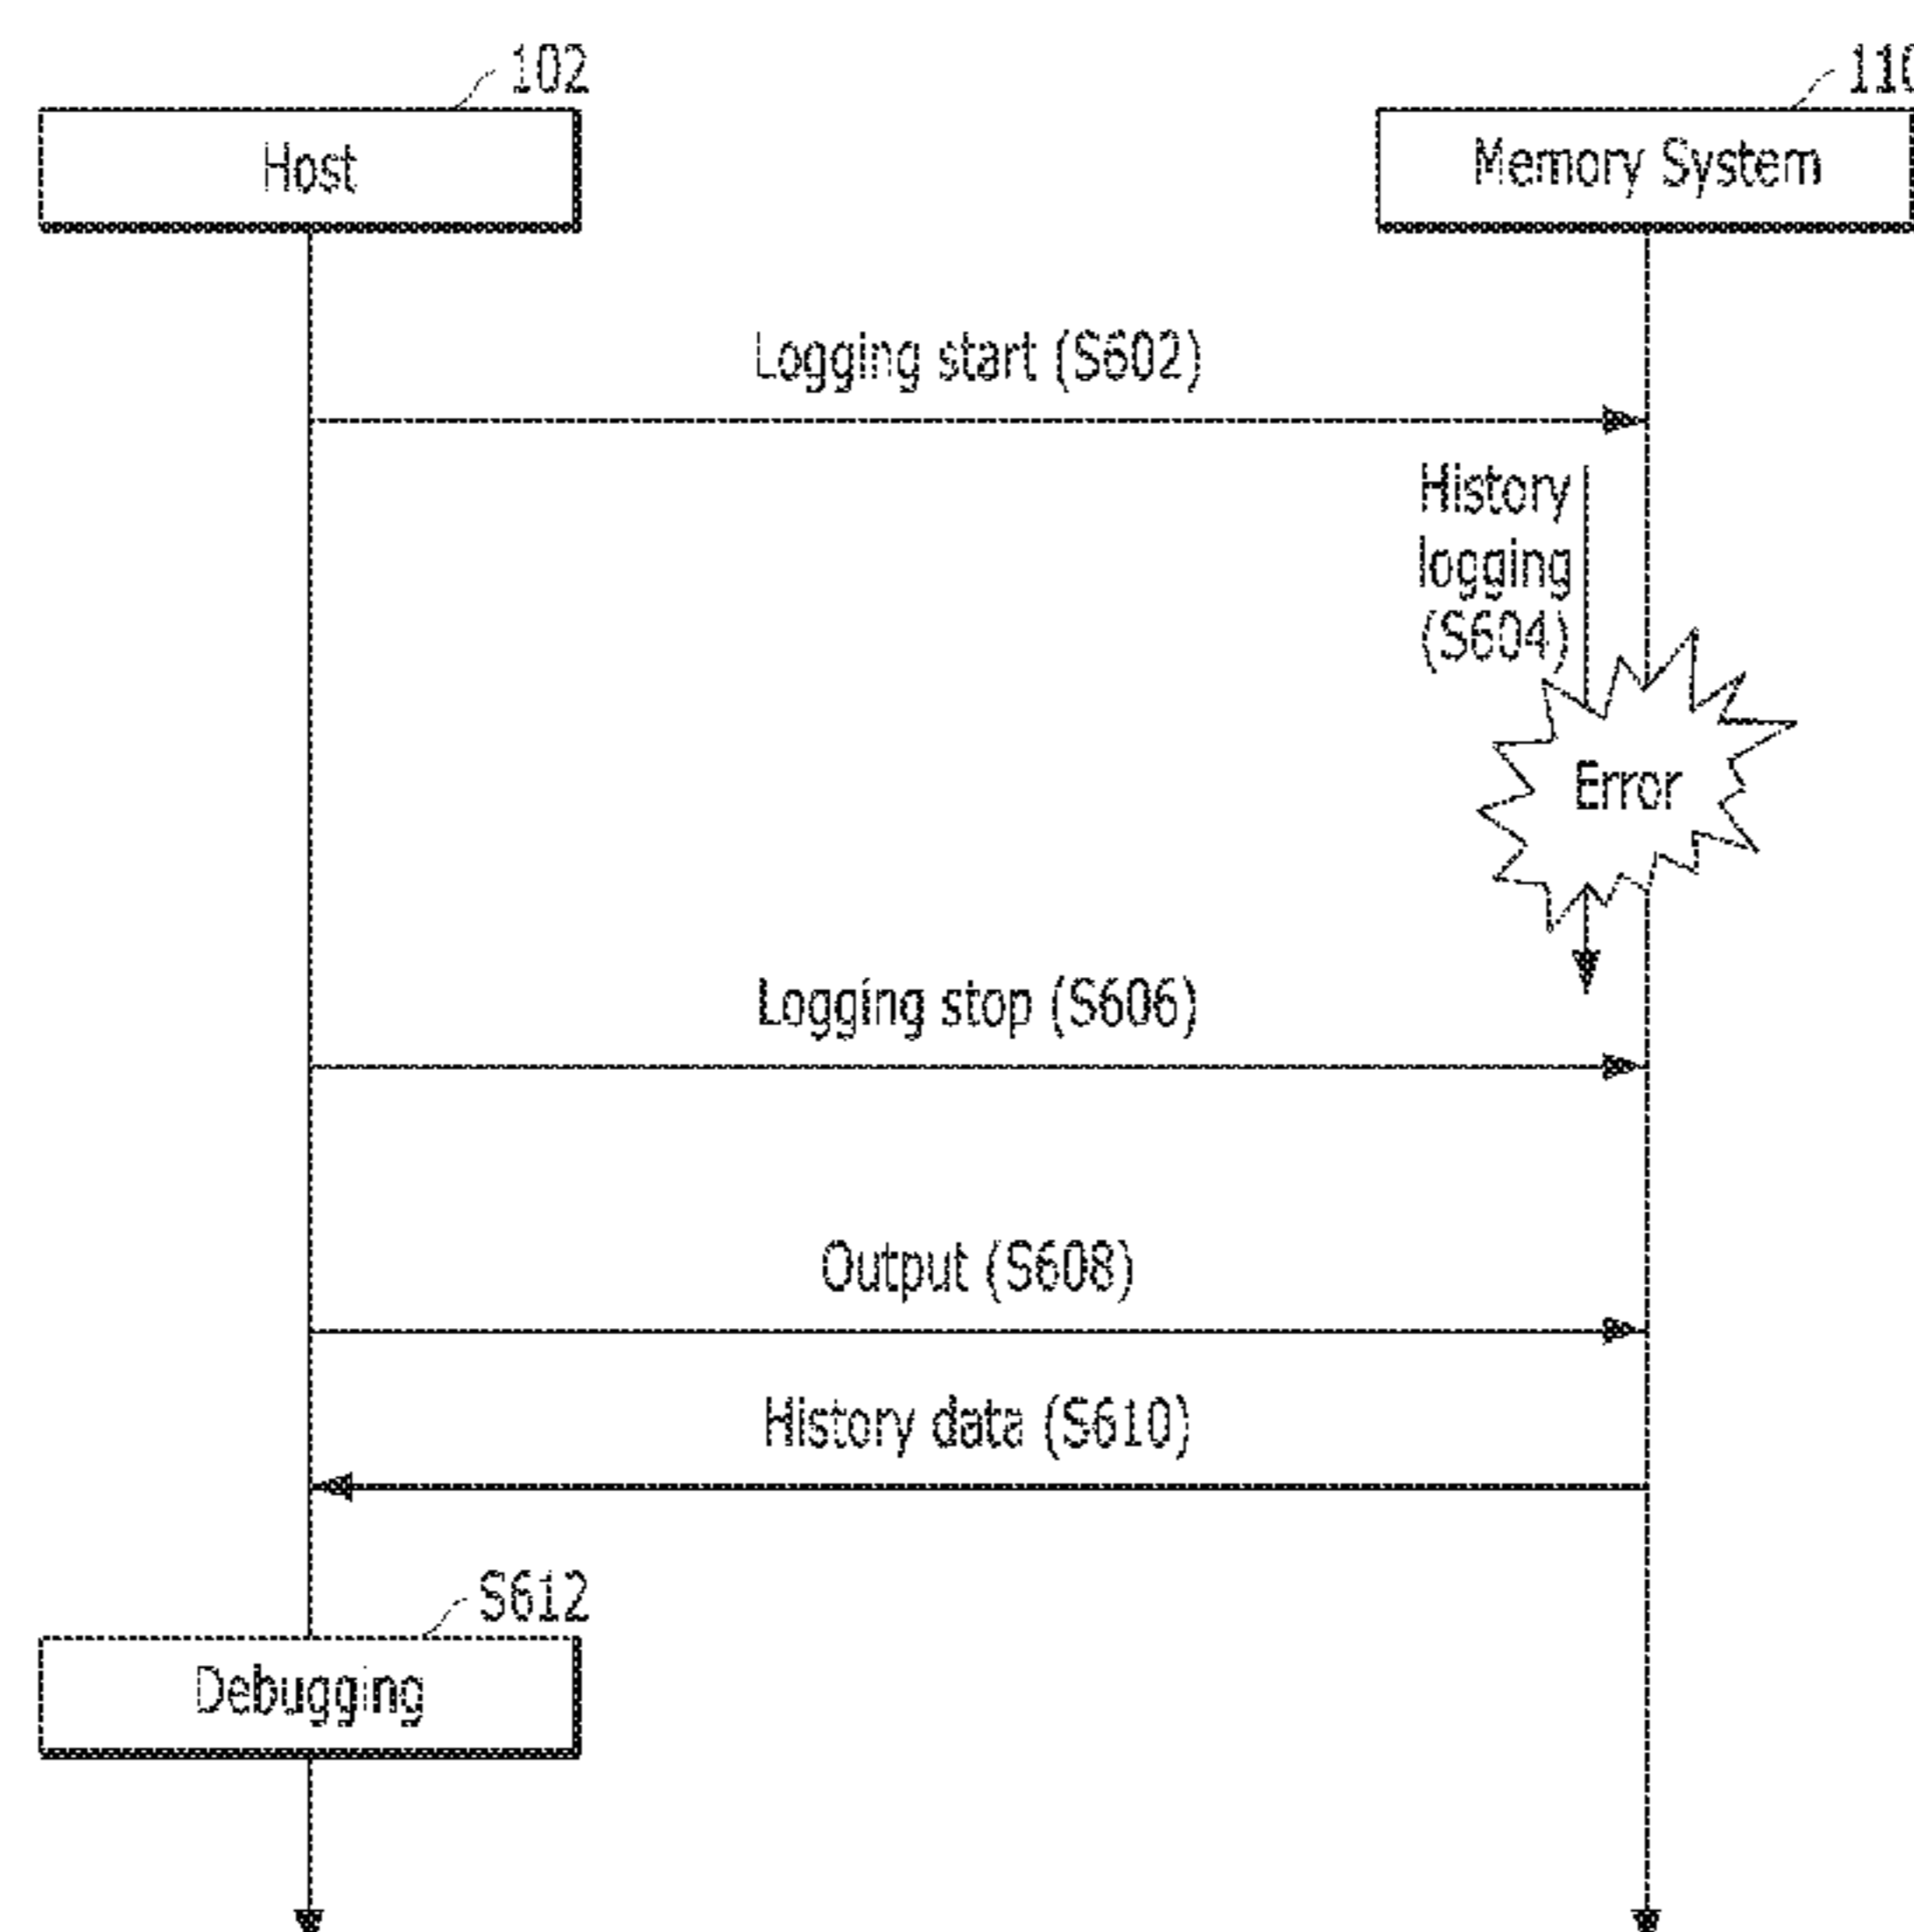 102
110
Host
Memory System
Logging start (S602)
History
logging
(S604)
Error
Logging stop (S606)
Output (S608)
History data (S610)
S612
Debugging